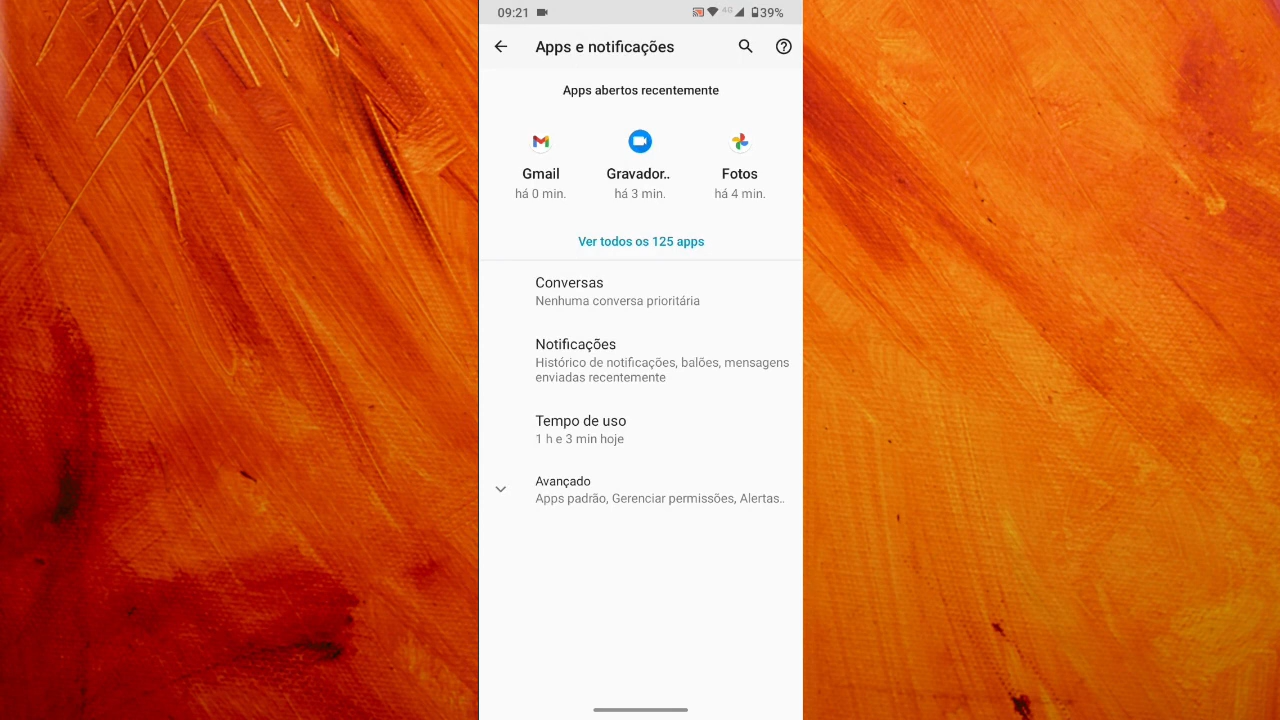 09:21
4G
39%
Apps e notificações
Apps abertos recentemente
Gmail
Gravador..
Fotos
há 0 min.
há 3 min.
há 4 min.
Ver todos os 125 apps
Conversas
Nenhuma conversa prioritária
Notificações
Histórico de notificações, balões, mensagens
enviadas recentemente
Tempo de uso
1 h e 3 min hoje
Avançado
Apps padrão, Gerenciar permissões, Alertas..